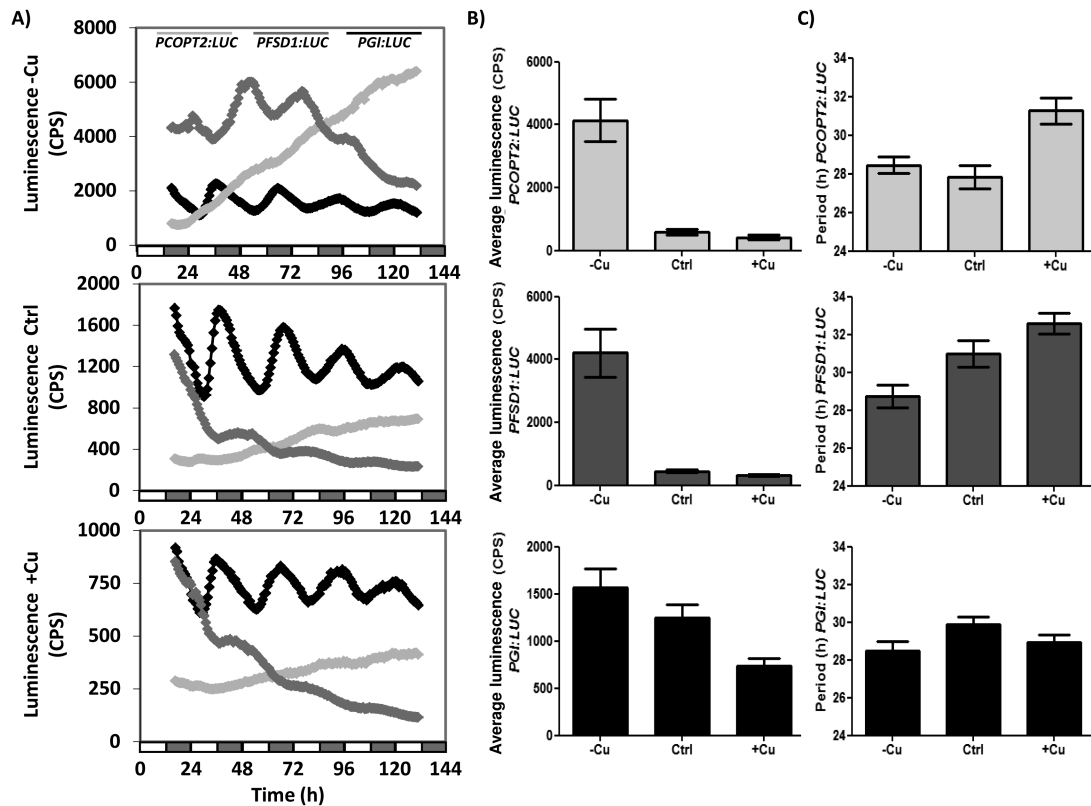 A)
PCOPT2:LUC PFSD1:LUC PGI:LUC
Luminescence -Cu
(CPS)
8000
6000
4000
2000
0
0 24 48 72 96 120 144
Luminescence Ctrl
(CPS)
2000
1600
1200
800
400
0
0 24 48 72 96 120 144
Luminescence +Cu
(CPS)
1000
750
500
250
0
0 24 48 72 96 120 144
Time (h)
B)
Average luminescence (CPS)
PCOPT2:LUC
6000
4000
2000
0
-Cu Ctrl +Cu
Average luminescence (CPS)
PFSD1:LUC
6000
4000
2000
0
-Cu Ctrl +Cu
Average luminescence (CPS)
PGI:LUC
2000
1500
1000
500
0
-Cu Ctrl +Cu
C)
Period (h) PCOPT2:LUC
34
32
30
28
26
24
-Cu Ctrl +Cu
Period (h) PFSD1:LUC
34
32
30
28
26
24
-Cu Ctrl +Cu
Period (h) PGI:LUC
34
32
30
28
26
24
-Cu Ctrl +Cu